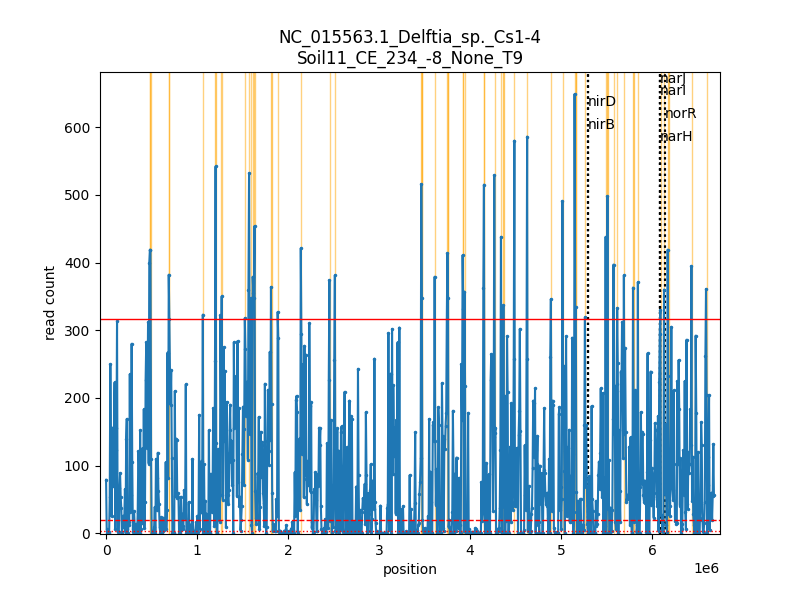 NC_015563.1_Delftia_sp._Cs1-4
Soil11_CE_234_-8_None_T9
narJ
narI
nirD
norR
nirB
narH
600
500
400
300
200
100
0
read count
0 1 2 3 4 5 6
1e6
position